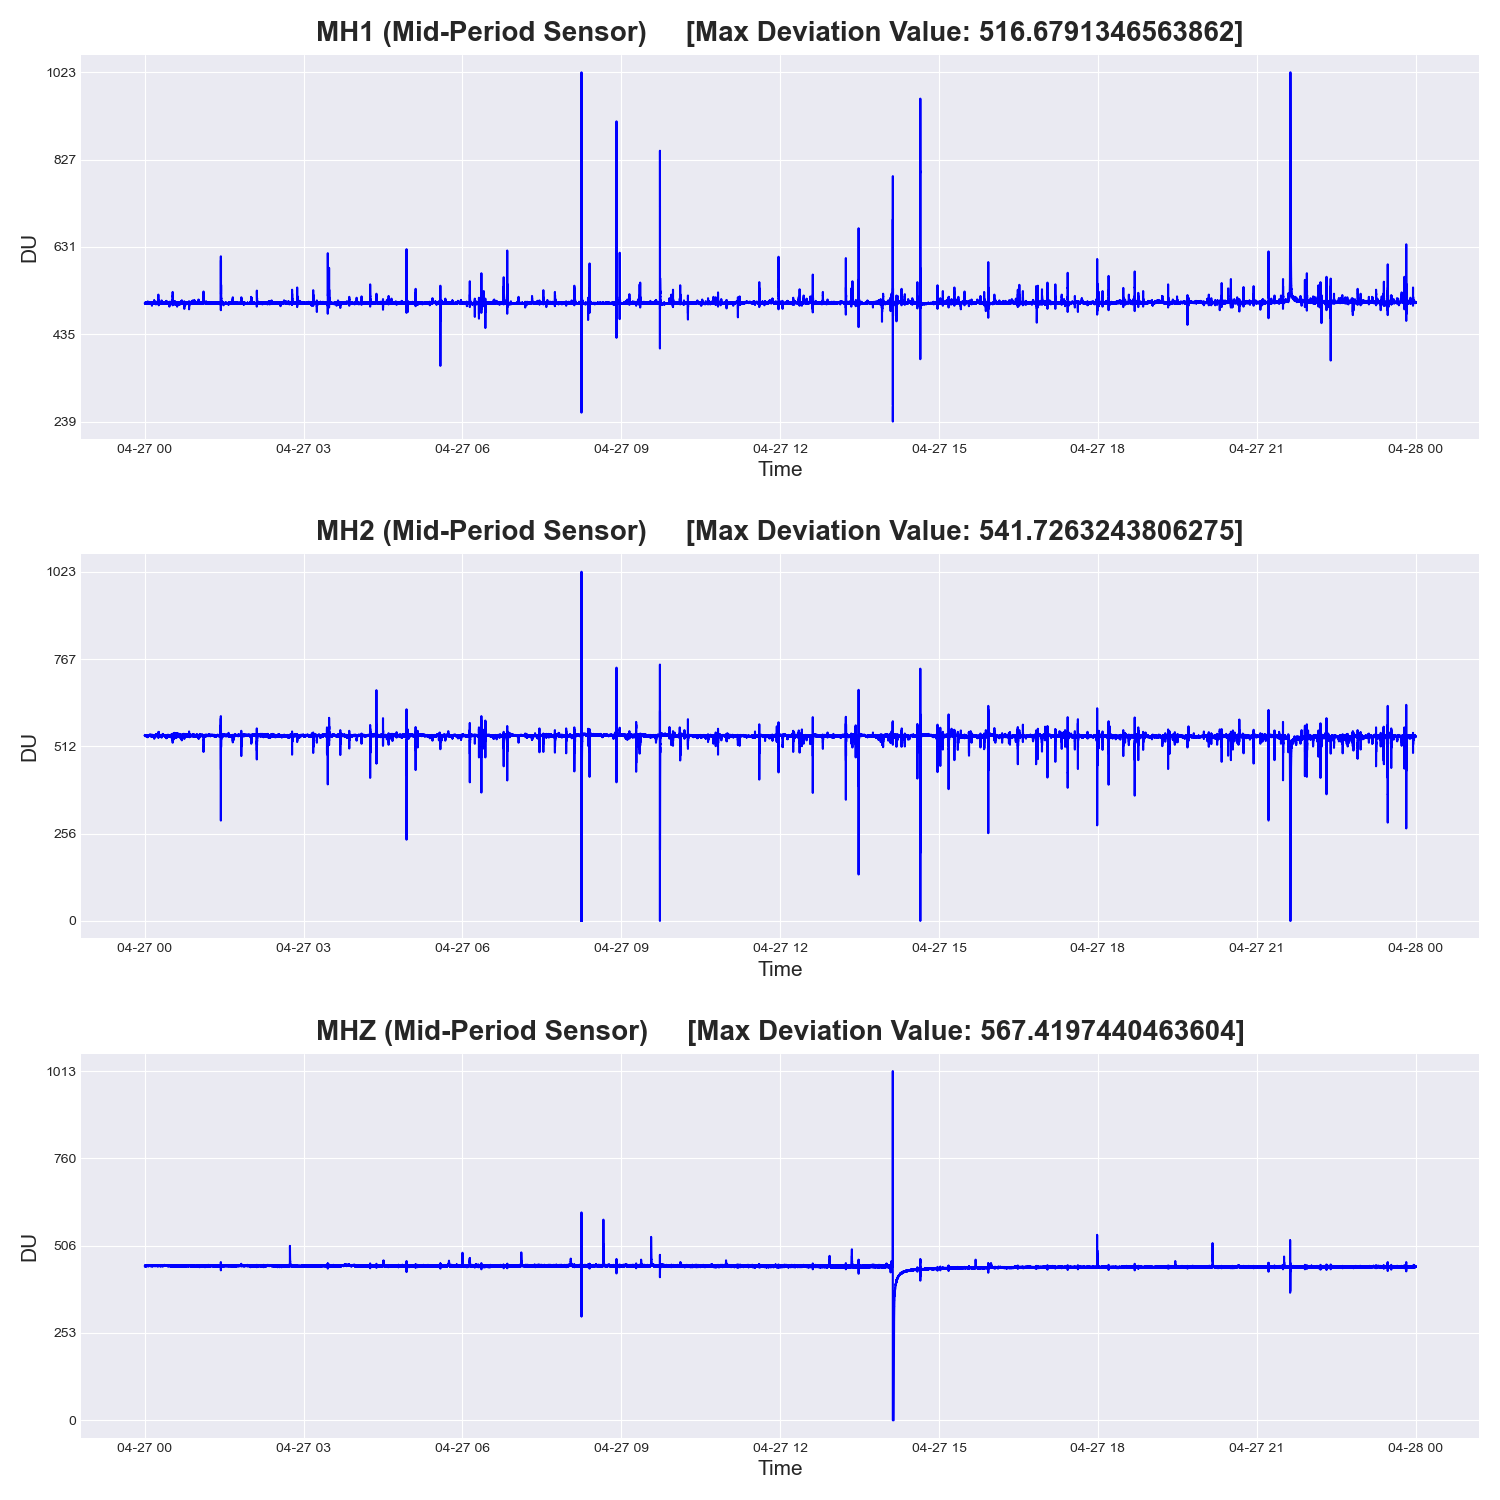 MH1 (Mid-Period Sensor) [Max Deviation Value: 516.6791346563862]
1023
827
631
435
239
DU
04-27 00 04-27 03 04-27 06 04-27 09 04-27 12 04-27 15 04-27 18 04-27 21 04-28 00
Time
MH2 (Mid-Period Sensor) [Max Deviation Value: 541.7263243806275]
1023
767
512
256
0
DU
04-27 00 04-27 03 04-27 06 04-27 09 04-27 12 04-27 15 04-27 18 04-27 21 04-28 00
Time
MHZ (Mid-Period Sensor) [Max Deviation Value: 567.4197440463604]
1013
760
506
253
0
DU
04-27 00 04-27 03 04-27 06 04-27 09 04-27 12 04-27 15 04-27 18 04-27 21 04-28 00
Time